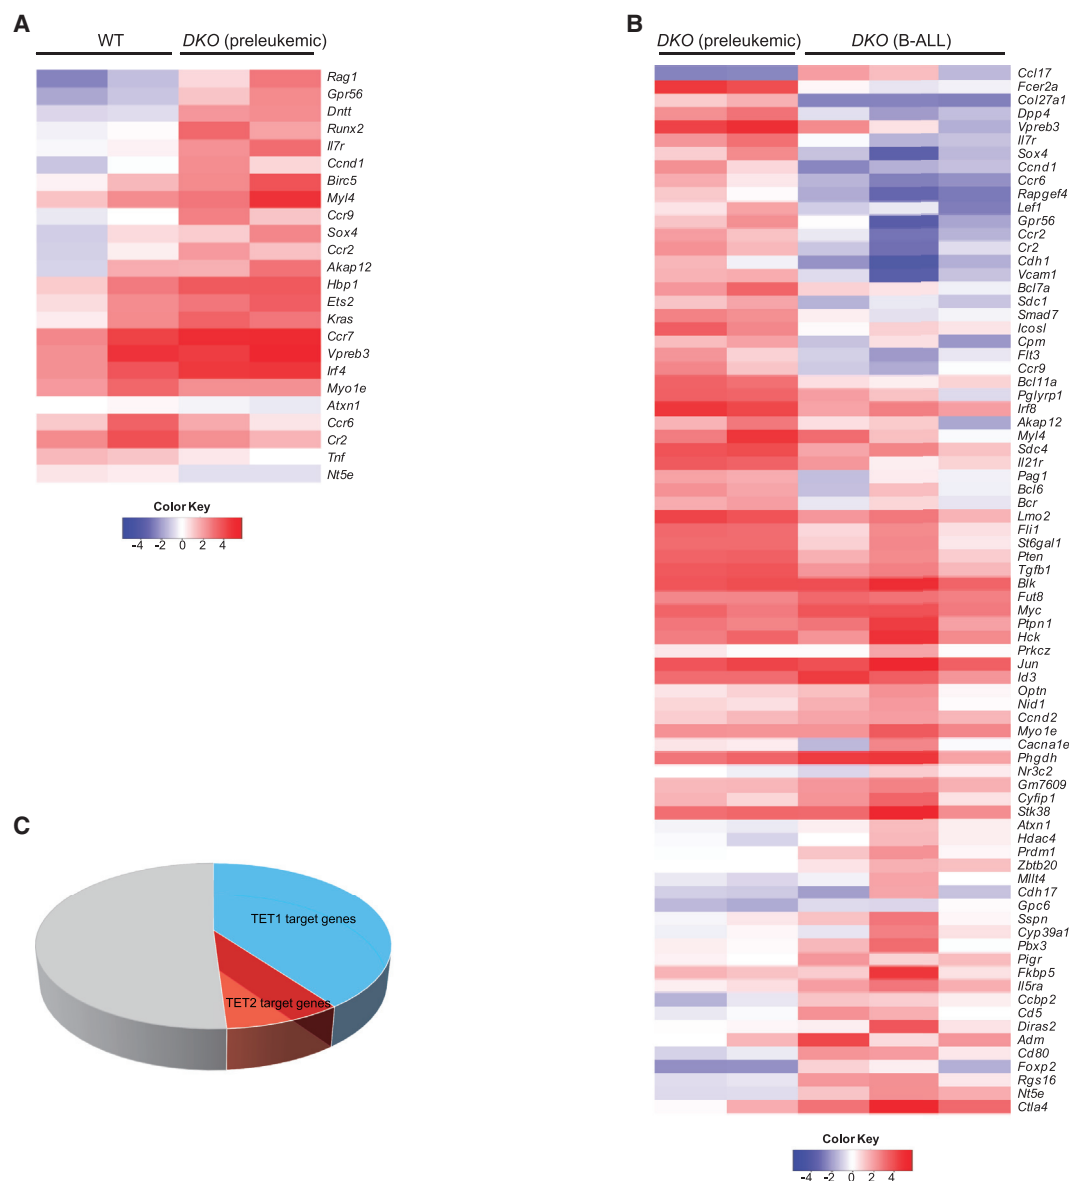 A
WT
DKO (preleukemic)
Rag1
Gpr56
Dntt
Runx2
Il7r
Ccnd1
Birc5
Myl4
Ccr9
Sox4
Ccr2
Akap12
Hbp1
Ets2
Kras
Ccr7
Vpreb3
Irf4
Myo1e
Atxn1
Ccr6
Cr2
Tnf
Nt5e
Color Key
-4 -2 0 2 4
B
DKO (preleukemic)
DKO (B-ALL)
Ccl17
Fcer2a
Col27a1
Dpp4
Vpreb3
Il7r
Sox4
Ccnd1
Ccr6
Rapgef4
Lef1
Gpr56
Ccr2
Cr2
Cdh1
Vcam1
Bcl7a
Sdc1
Smad7
Icosl
Cpm
Flt3
Ccr9
Bcl11a
Pglyrp1
Irf8
Akap12
Myl4
Sdc4
Il21r
Pag1
Bcl6
Bcr
Lmo2
Fli1
St6gal1
Pten
Tgfb1
Blk
Fut8
Myc
Ptpn1
Hck
Prkcz
Jun
Id3
Optn
Nid1
Ccnd2
Myo1e
Cacna1e
Phgdh
Nr3c2
Gm7609
Cyfip1
Stk38
Atxn1
Hdac4
Prdm1
Zbtb20
Mllt4
Cdh17
Gpc6
Sspn
Cyp39a1
Pbx3
Pigr
Fkbp5
Il5ra
Ccbp2
Cd5
Diras2
Adm
Cd80
Foxp2
Rgs16
Nt5e
Ctla4
Color Key
-4 -2 0 2 4
C
TET1 target genes
TET2 target genes